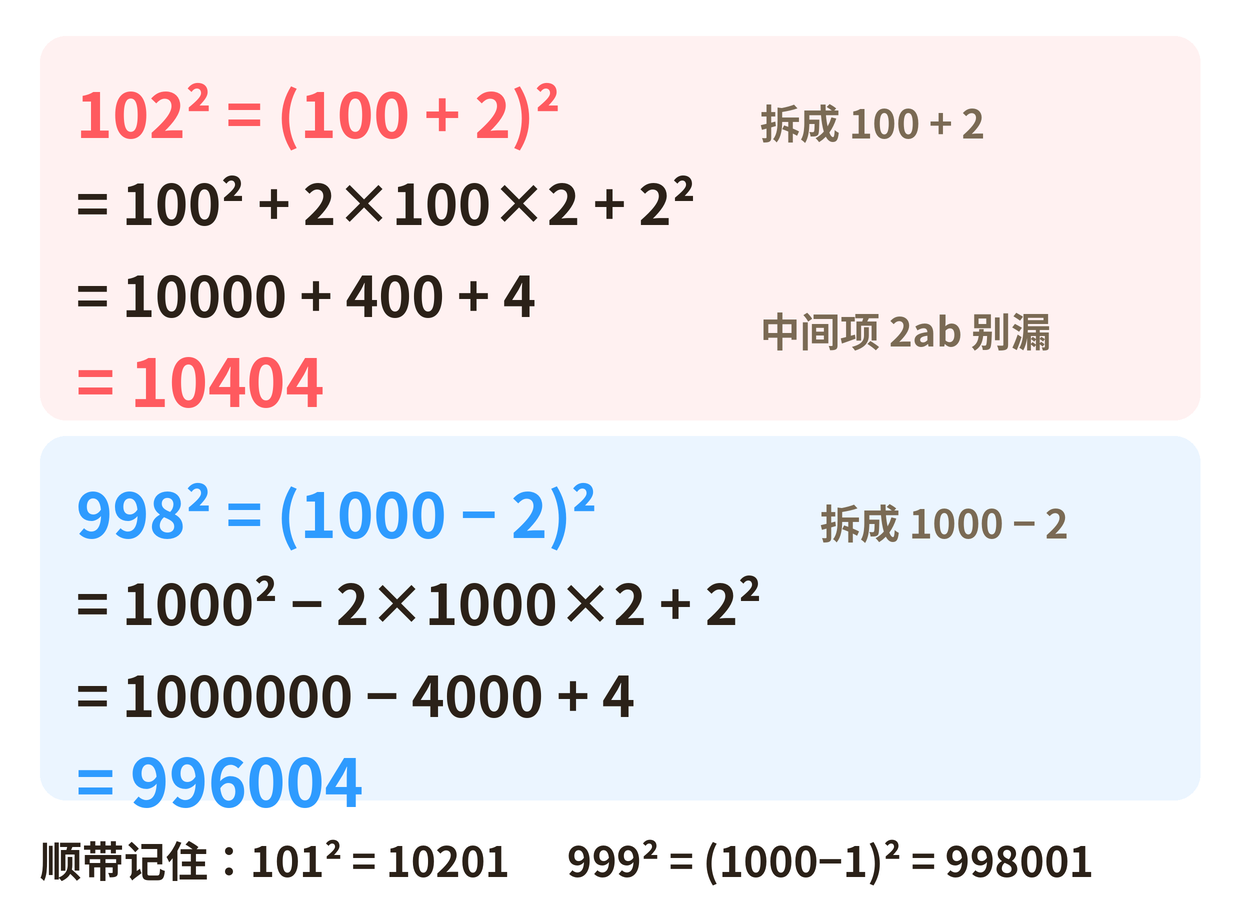 102² = (100 + 2)²
拆成 100 + 2
= 100² + 2×100×2 + 2²
= 10000 + 400 + 4
中间项 2ab 别漏
= 10404
998² = (1000 − 2)²
拆成 1000 − 2
= 1000² − 2×1000×2 + 2²
= 1000000 − 4000 + 4
= 996004
顺带记住：101² = 10201 999² = (1000−1)² = 998001